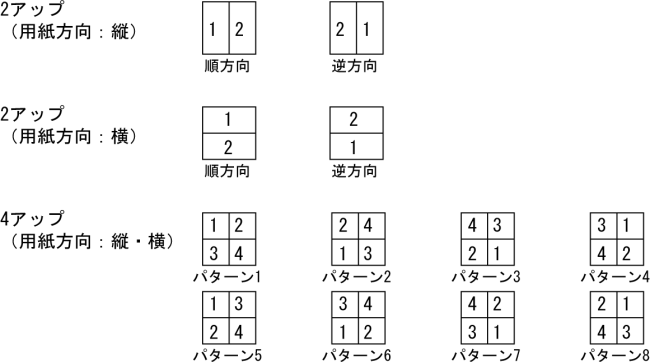 2アップ
（用紙方向：縦）
1 2
2 1
順方向
逆方向
2アップ
（用紙方向：横）
1
2
2
1
順方向
逆方向
4アップ
（用紙方向：縦・横）
1 2
2 4
4 3
3 1
3 4
1 3
2 1
4 2
パターン1
パターン2
パターン3
パターン4
1 3
3 4
4 2
2 1
2 4
1 2
3 1
4 3
パターン5
パターン6
パターン7
パターン8